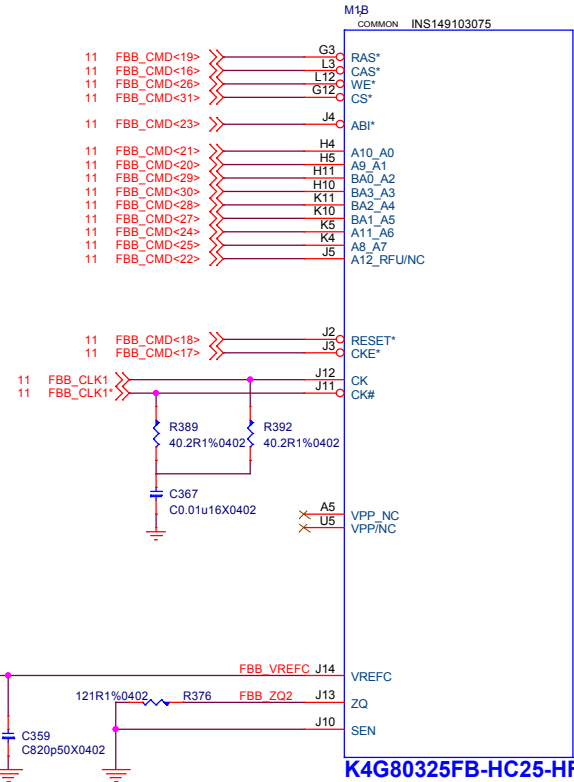 M1B
?
COMMON INS149103075
11 FBB_CMD<19> G3 RAS*
11 FBB_CMD<16> L3 CAS*
11 FBB_CMD<26> L12 WE*
11 FBB_CMD<31> G12 CS*
11 FBB_CMD<23> J4 ABI*
11 FBB_CMD<21> H4 A10_A0
11 FBB_CMD<20> H5 A9_A1
11 FBB_CMD<29> H11 BA0_A2
11 FBB_CMD<30> H10 BA3_A3
11 FBB_CMD<28> K11 BA2_A4
11 FBB_CMD<27> K10 BA1_A5
11 FBB_CMD<24> K5 A11_A6
11 FBB_CMD<25> K4 A8_A7
11 FBB_CMD<22> J5 A12_RFU/NC
11 FBB_CMD<18> J2 RESET*
11 FBB_CMD<17> J3 CKE*
11 FBB_CLK1 J12 CK
11 FBB_CLK1* J11 CK#
R389 R392
40.2R1%0402 40.2R1%0402
C367
C0.01u16X0402
A5 VPP_NC
U5 VPP/NC
FBB_VREFC J14 VREFC
121R1%0402 R376 FBB_ZQ2 J13 ZQ
J10 SEN
C359
C820p50X0402
K4G80325FB-HC25-HF